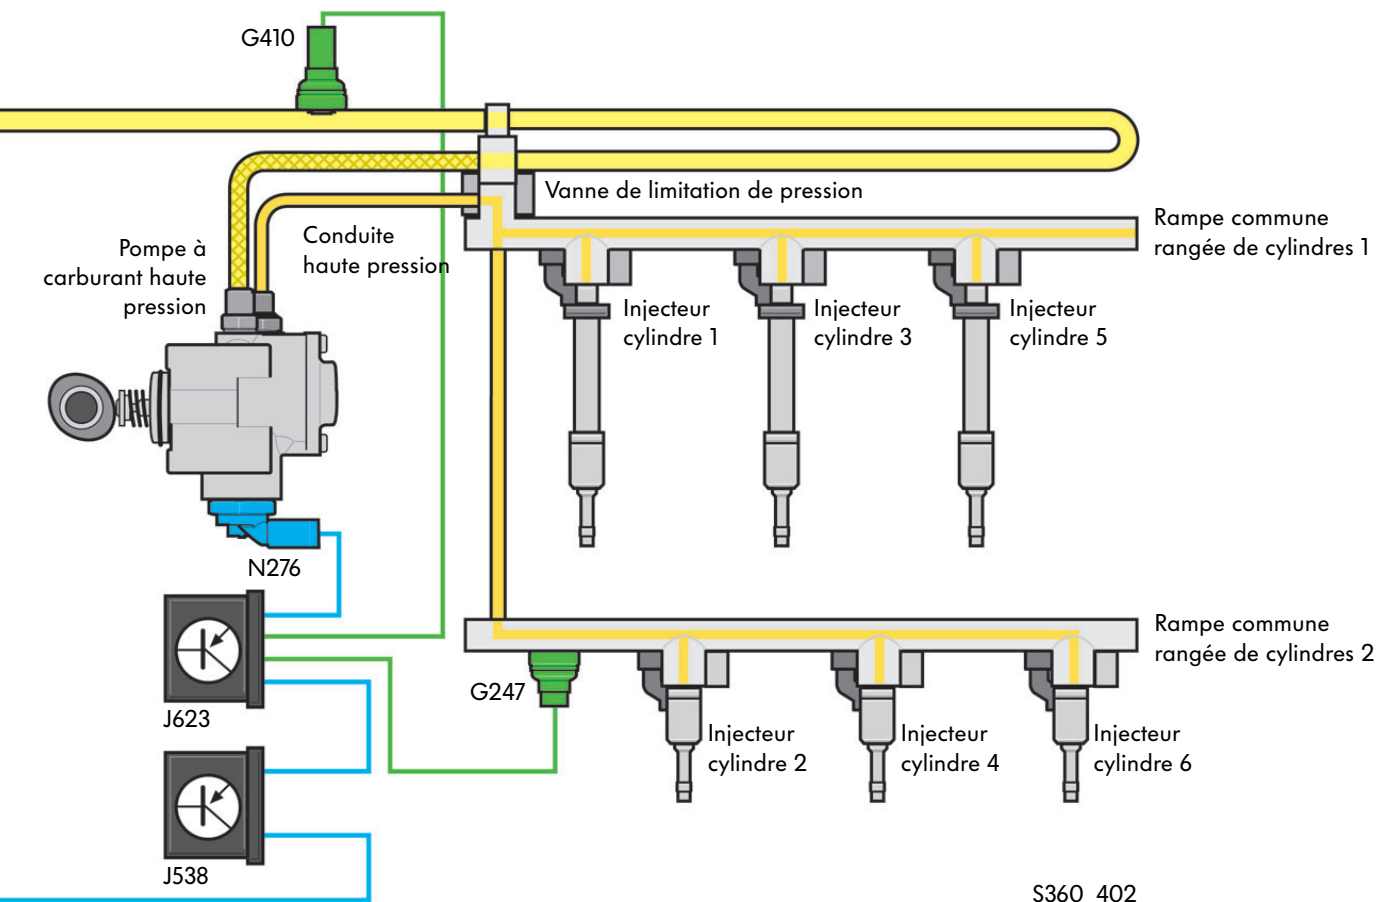 G410
Vanne de limitation de pression
Rampe commune
rangée de cylindres 1
Pompe à
carburant haute
pression
Conduite
haute pression
Injecteur
cylindre 1
Injecteur
cylindre 3
Injecteur
cylindre 5
N276
J623
G247
Rampe commune
rangée de cylindres 2
Injecteur
cylindre 2
Injecteur
cylindre 4
Injecteur
cylindre 6
J538
S360_402